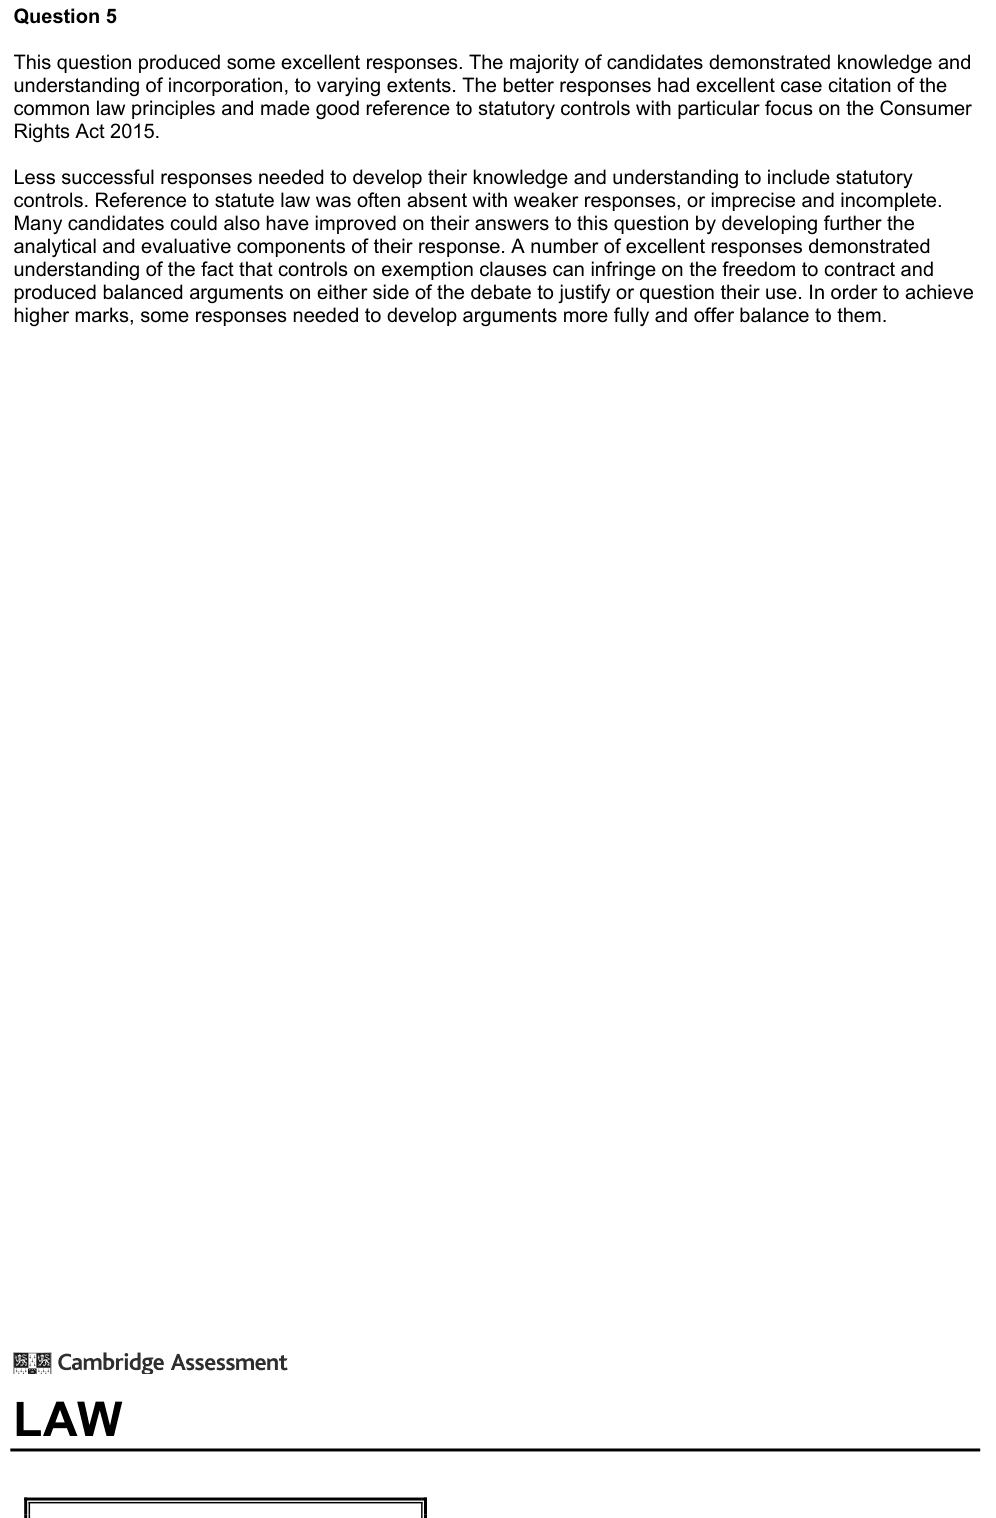 Question 5
This question produced some excellent responses. The majority of candidates demonstrated knowledge and
understanding of incorporation, to varying extents. The better responses had excellent case citation of the
common law principles and made good reference to statutory controls with particular focus on the Consumer
Rights Act 2015.
Less successful responses needed to develop their knowledge and understanding to include statutory
controls. Reference to statute law was often absent with weaker responses, or imprecise and incomplete.
Many candidates could also have improved on their answers to this question by developing further the
analytical and evaluative components of their response. A number of excellent responses demonstrated
understanding of the fact that controls on exemption clauses can infringe on the freedom to contract and
produced balanced arguments on either side of the debate to justify or question their use. In order to achieve
higher marks, some responses needed to develop arguments more fully and offer balance to them.
Cambridge Assessment
LAW